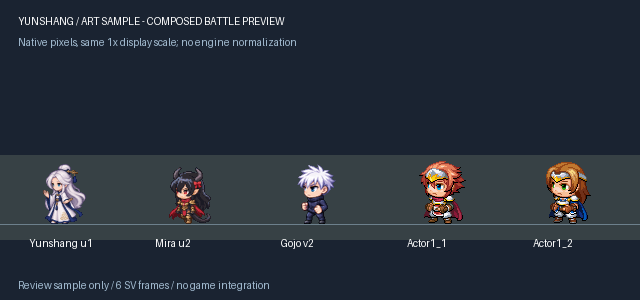 YUNSHANG / ART SAMPLE - COMPOSED BATTLE PREVIEW
Native pixels, same 1x display scale; no engine normalization
Yunshang u1
Mira u2
Gojo v2
Actor1_1
Actor1_2
Review sample only / 6 SV frames / no game integration